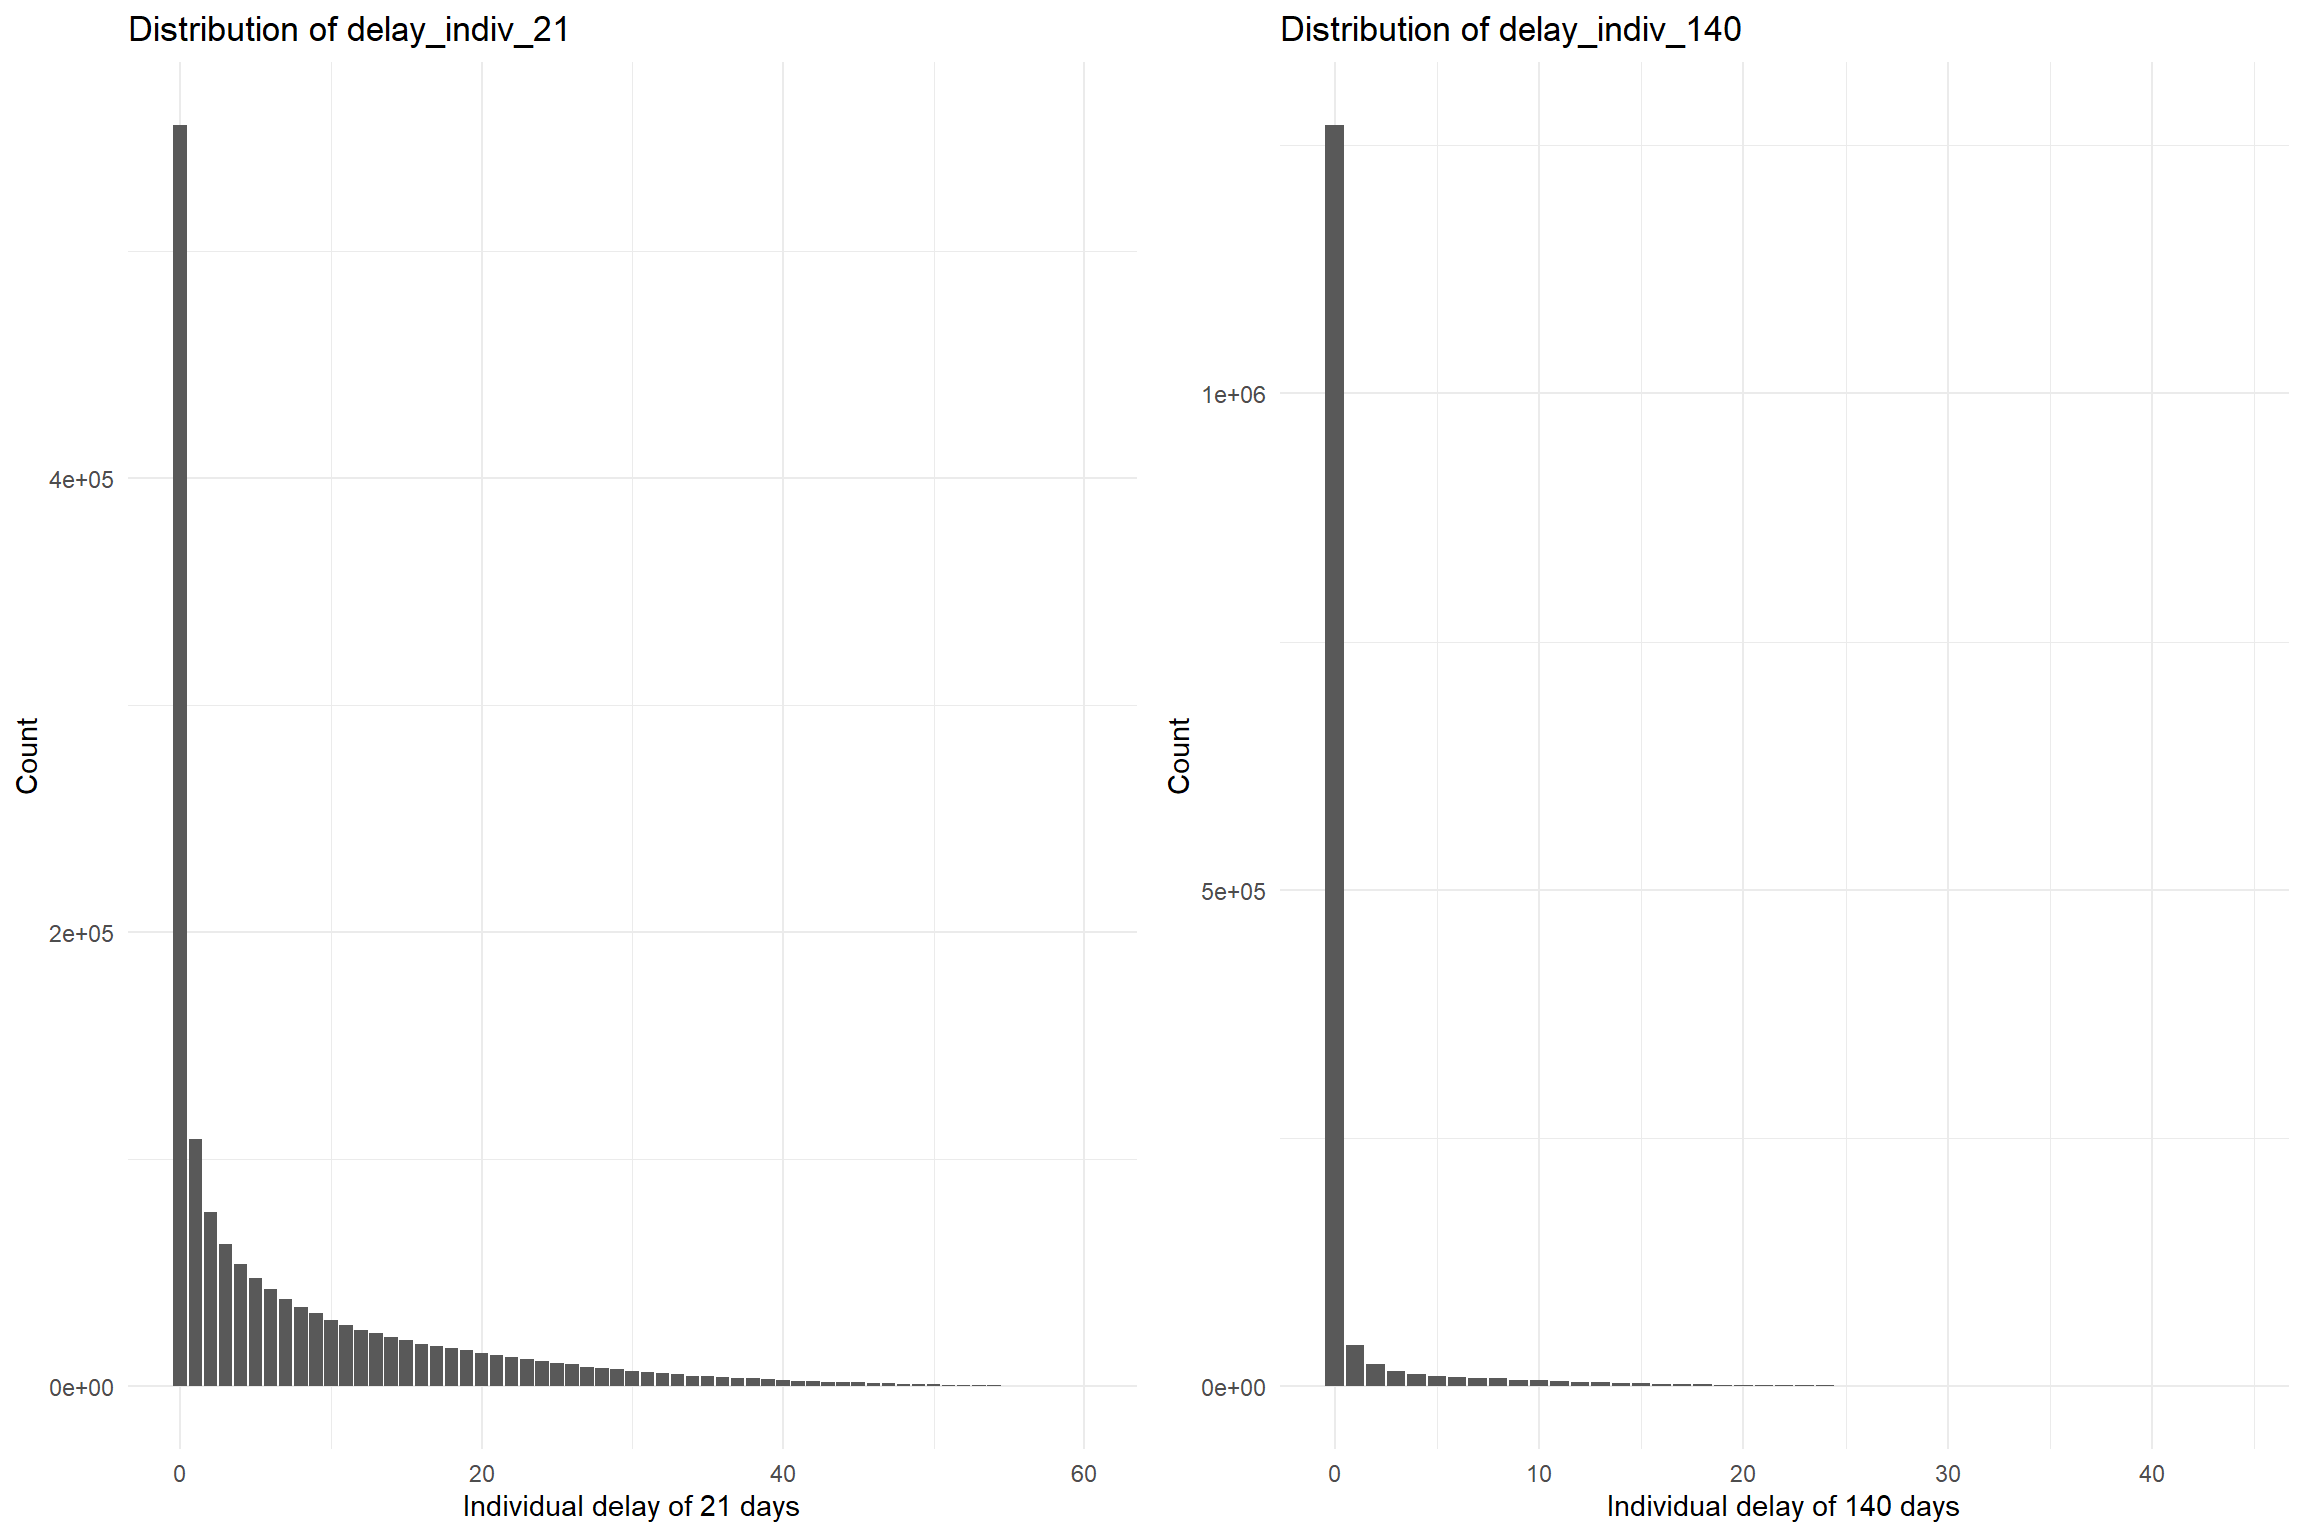 Distribution of delay_indiv_21
Count
4e+05
2e+05
0e+00
0 20 40 60
Individual delay of 21 days
Distribution of delay_indiv_140
Count
1e+06
5e+05
0e+00
0 10 20 30 40
Individual delay of 140 days